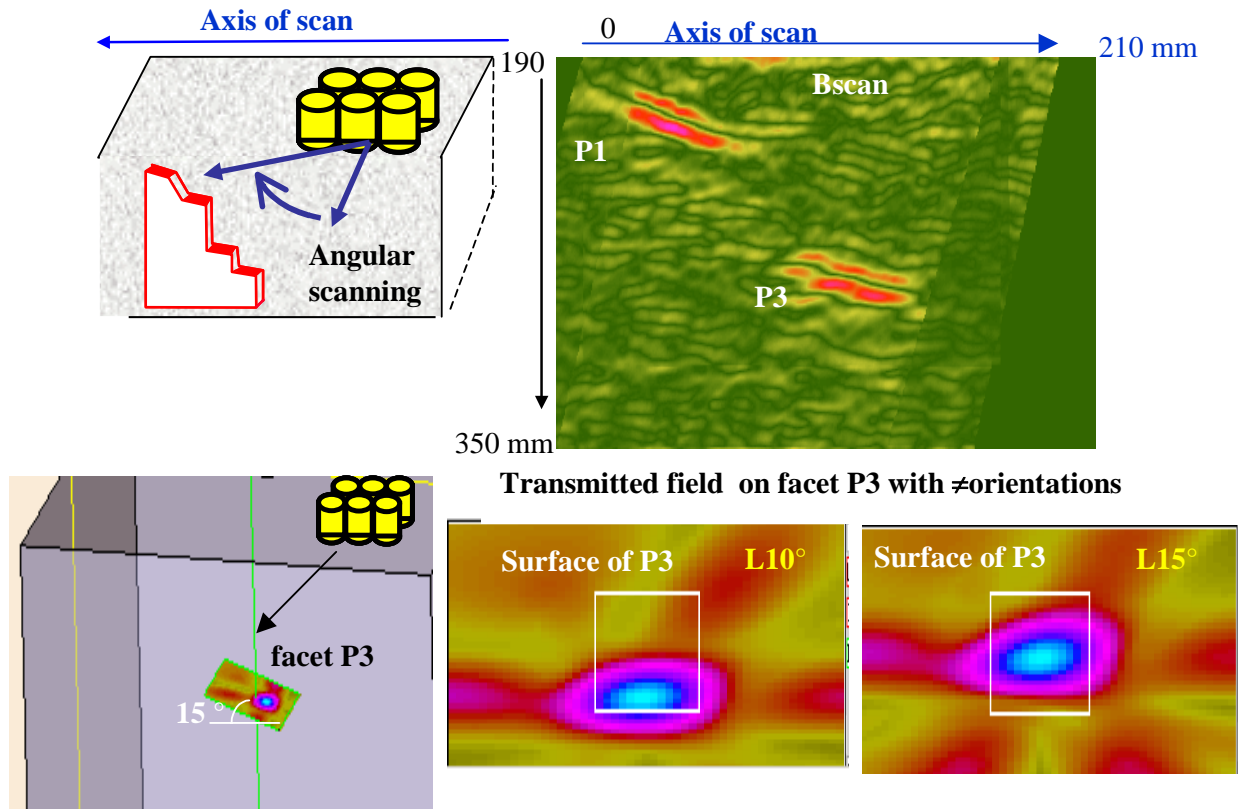 Axis of scan
0
Axis of scan
210 mm
190
Bscan
P1
P3
Angular
scanning
350 mm
Transmitted field on facet P3 with ≠orientations
facet P3
15 °
Surface of P3
L10°
Surface of P3
L15°